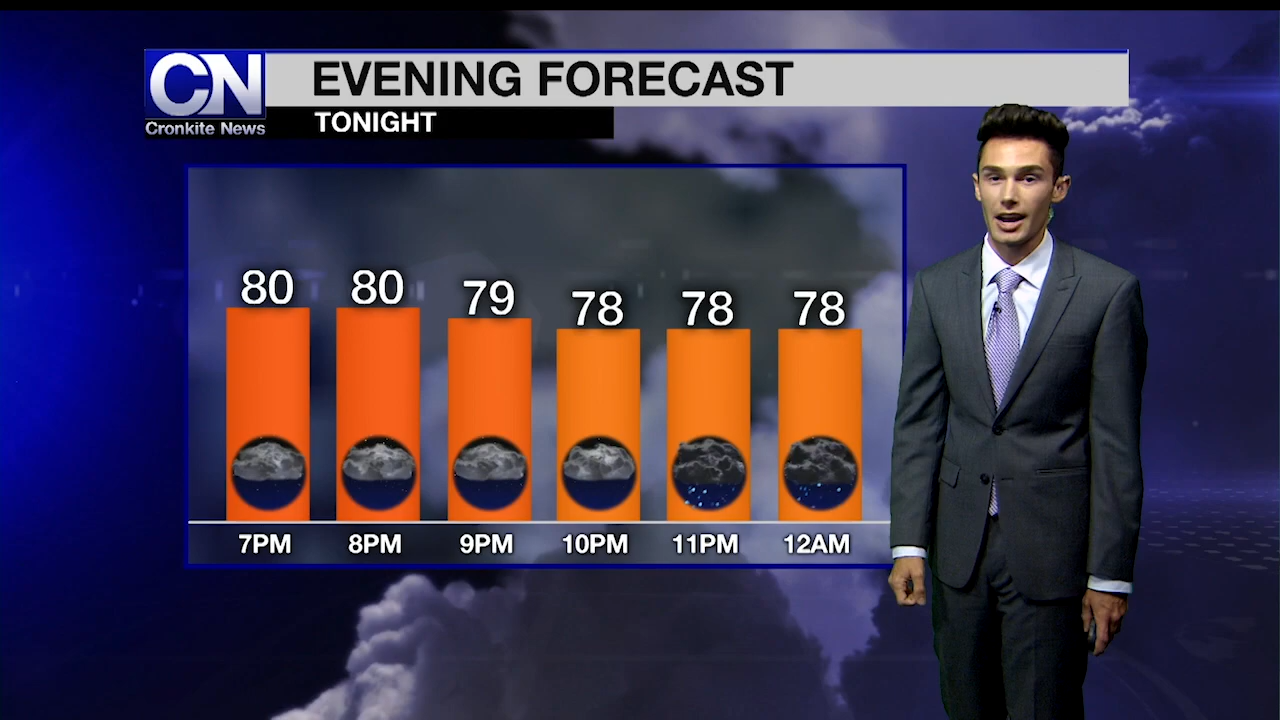 CN
Cronkite News
EVENING FORECAST
TONIGHT
80 80 79 78 78 78
7PM 8PM 9PM 10PM 11PM 12AM